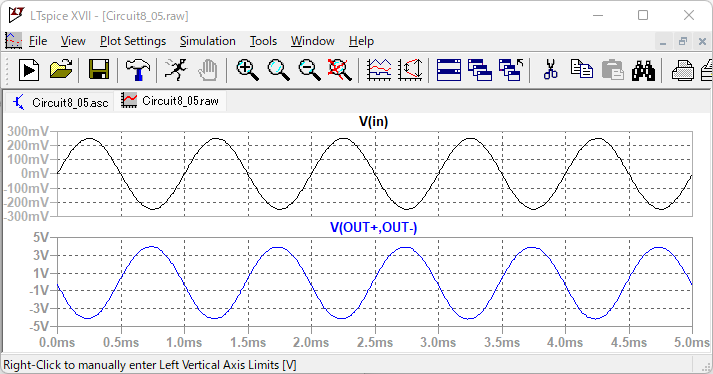 LTspice XVII - [Circuit8_05.raw]
File View Plot Settings Simulation Tools Window Help
Circuit8_05.asc Circuit8_05.raw
V(in)
300mV
200mV
100mV
0mV
-100mV
-200mV
-300mV
V(OUT+,OUT-)
5V
3V
1V
-1V
-3V
-5V
0.0ms 0.5ms 1.0ms 1.5ms 2.0ms 2.5ms 3.0ms 3.5ms 4.0ms 4.5ms 5.0ms
Right-Click to manually enter Left Vertical Axis Limits [V]